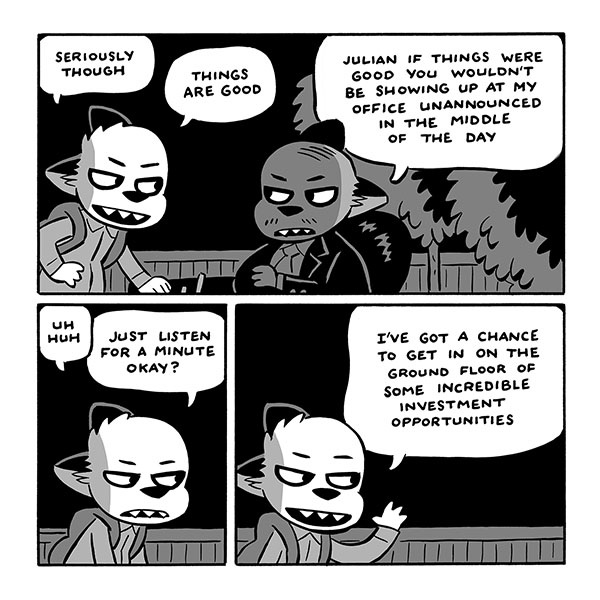 SERIOUSLY
THOUGH
THINGS
ARE GOOD
JULIAN IF THINGS WERE
GOOD YOU WOULDN'T
BE SHOWING UP AT MY
OFFICE UNANNOUNCED
IN THE MIDDLE
OF THE DAY
UH
HUH
JUST LISTEN
FOR A MINUTE
OKAY?
I'VE GOT A CHANCE
TO GET IN ON THE
GROUND FLOOR OF
SOME INCREDIBLE
INVESTMENT
OPPORTUNITIES